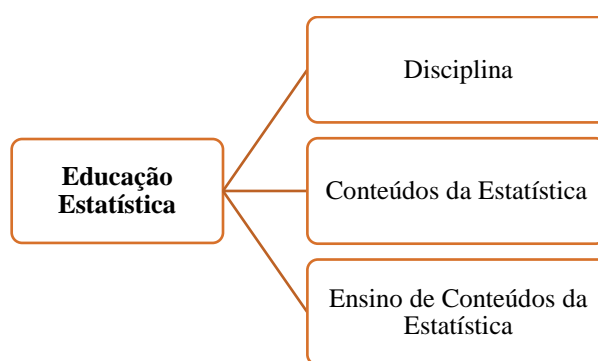 Educação
Estatística
Disciplina
Conteúdos da Estatística
Ensino de Conteúdos da
Estatística